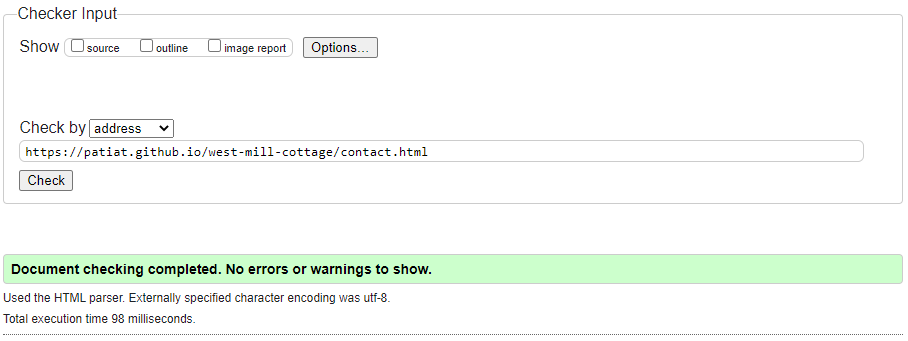 Checker Input
Show source outline image report Options...
Check by address
https://patiat.github.io/west-mill-cottage/contact.html
Check
Document checking completed. No errors or warnings to show.
Used the HTML parser. Externally specified character encoding was utf-8.
Total execution time 98 milliseconds.